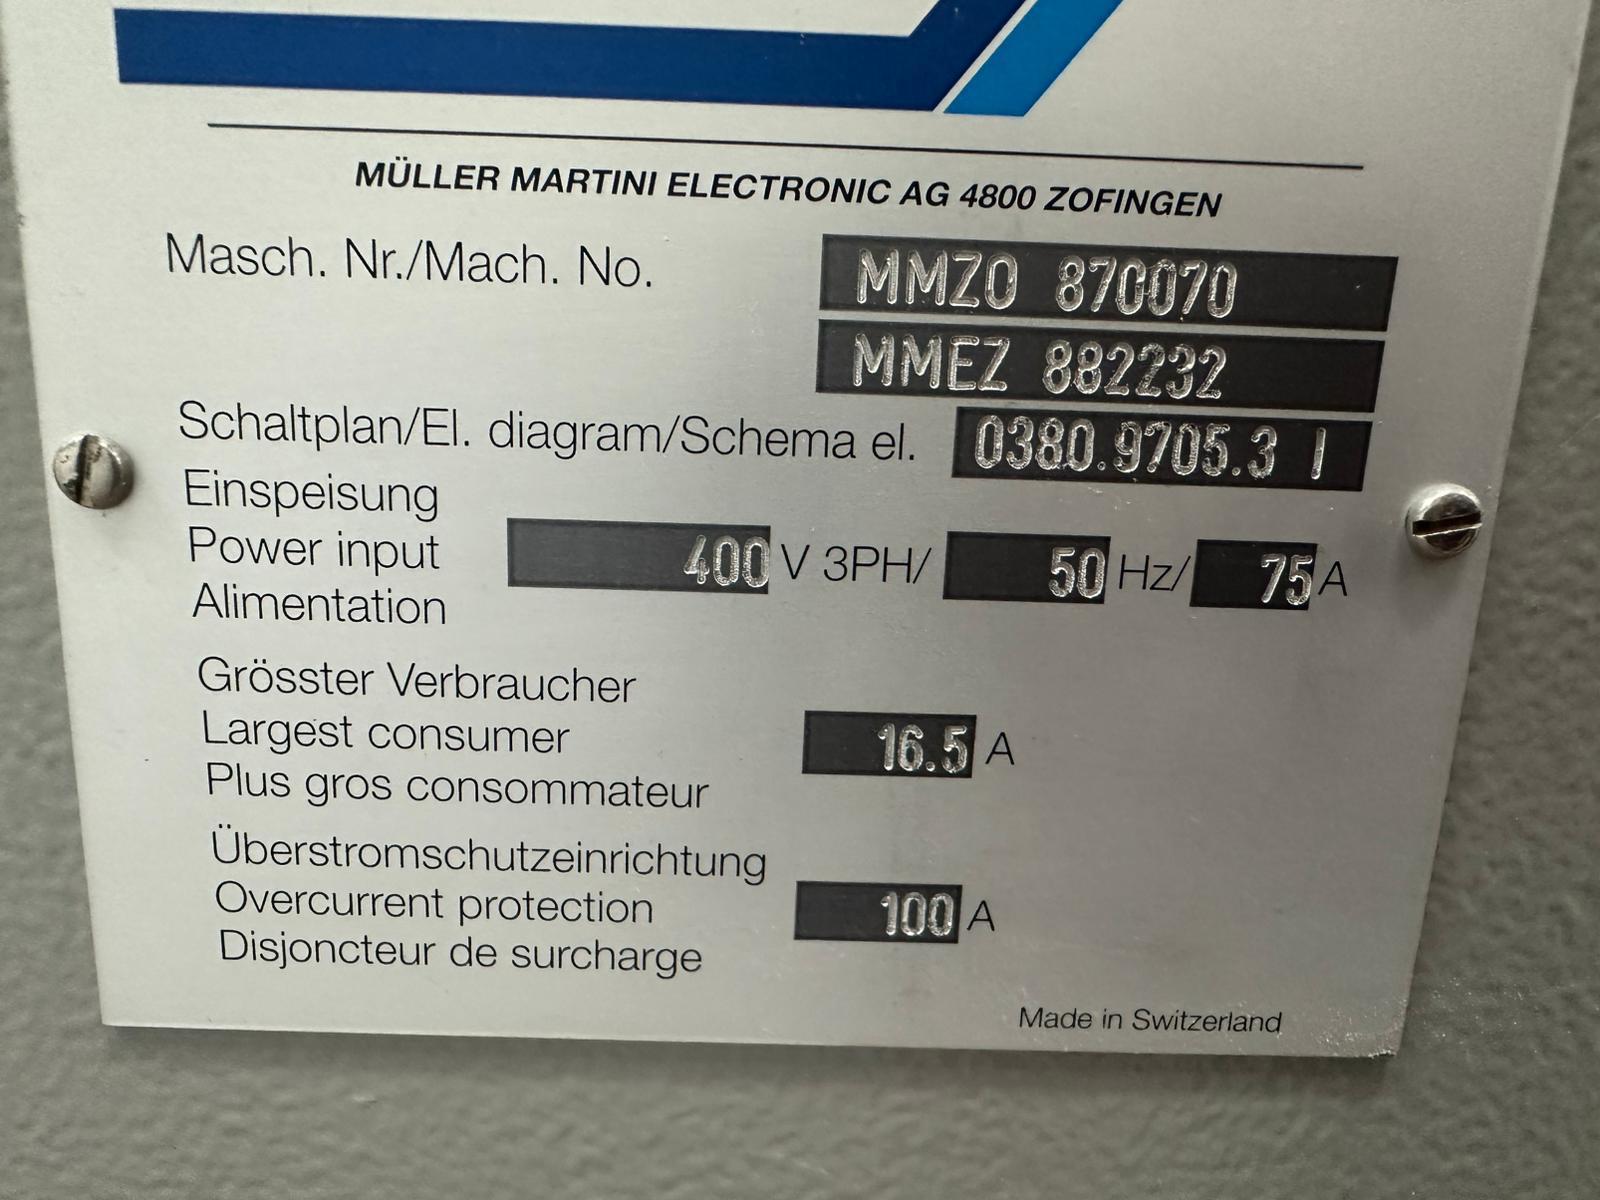 MÜLLER MARTINI ELECTRONIC AG 4800 ZOFINGEN
Masch. Nr./Mach. No. MMZO 870070
MMEZ 882232
Schaltplan/El. diagram/Schema el. 0380.9705.3 I
Einspeisung
Power input 400 V 3PH/ 50 Hz/ 75 A
Alimentation
Grösster Verbraucher
Largest consumer 16.5 A
Plus gros consommateur
Überstromschutzeinrichtung
Overcurrent protection 100 A
Disjoncteur de surcharge
Made in Switzerland